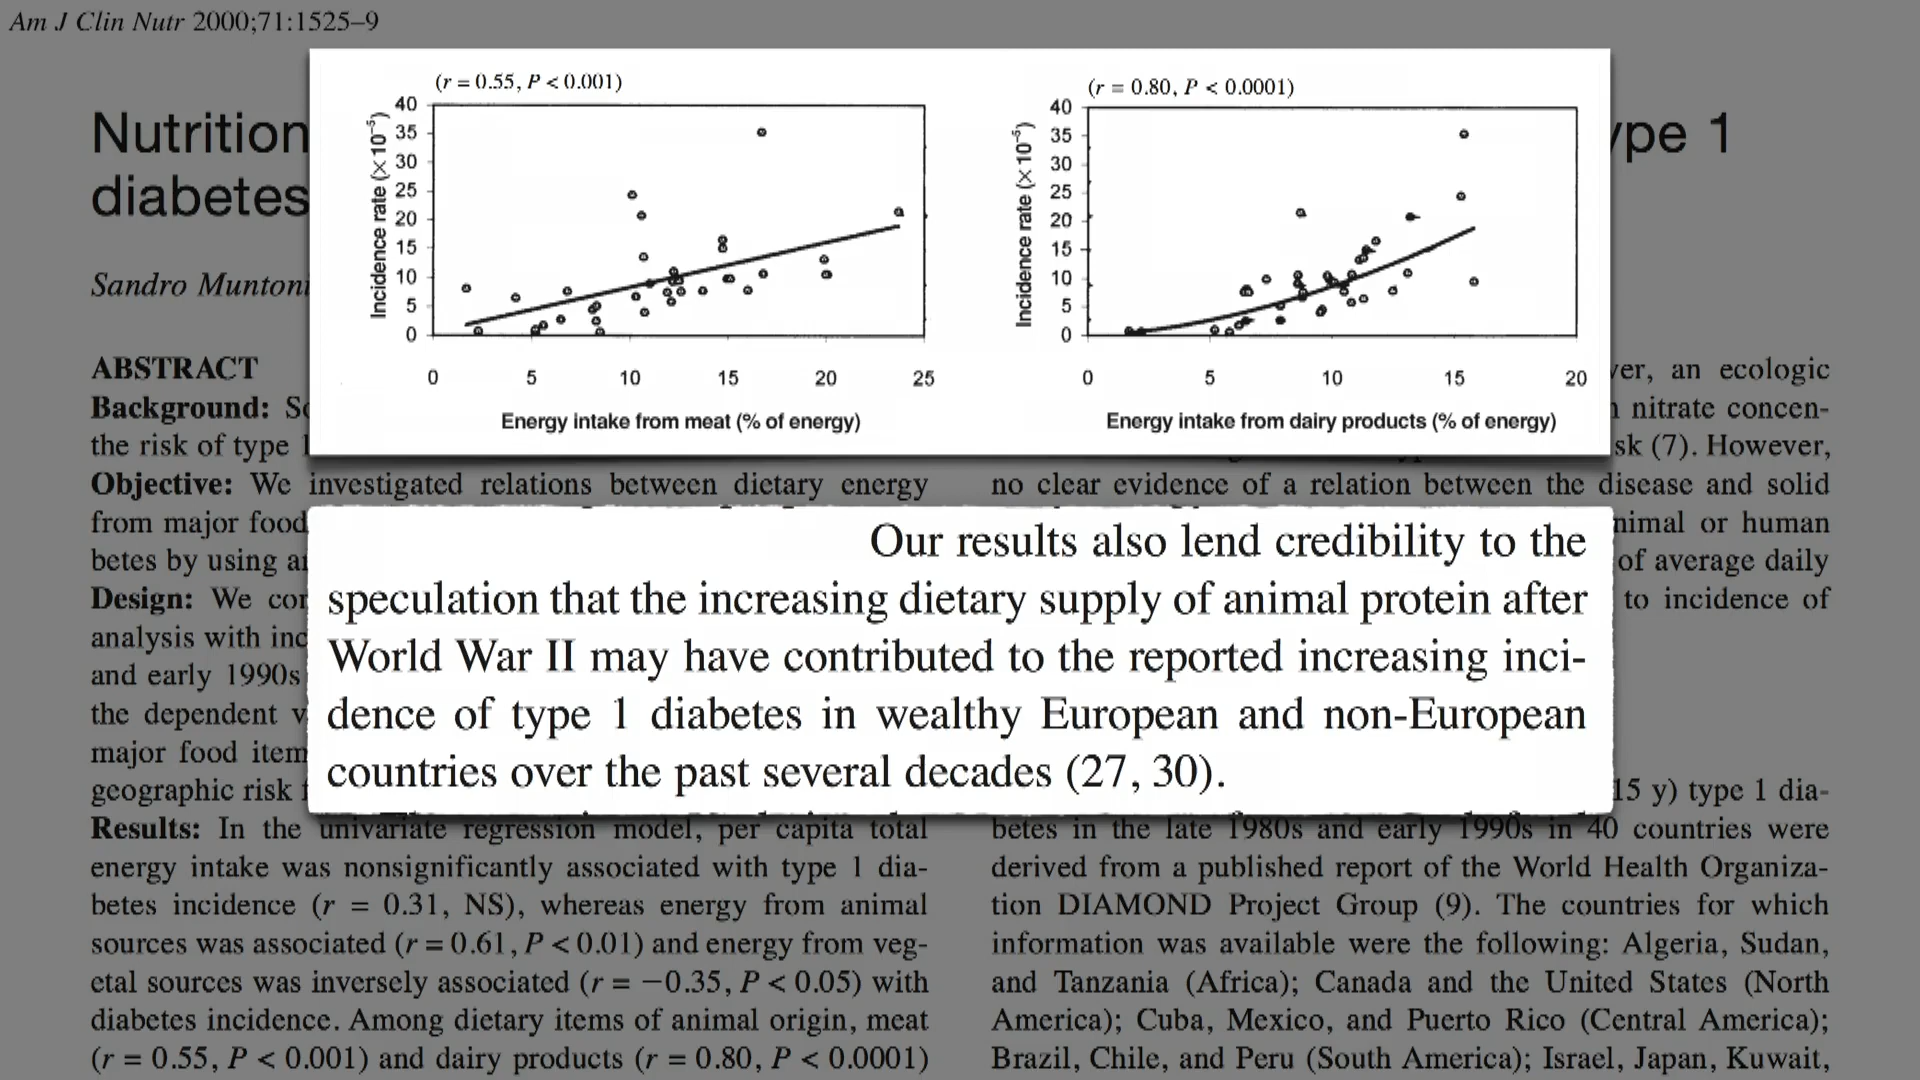 Am J Clin Nutr 2000;71:1525–9
(r = 0.55, P < 0.001)
Incidence rate (× 10⁻⁵)
40
35
30
25
20
15
10
5
0
0 5 10 15 20 25
Energy intake from meat (% of energy)
(r = 0.80, P < 0.0001)
Incidence rate (× 10⁻⁵)
40
35
30
25
20
15
10
5
0
0 5 10 15 20
Energy intake from dairy products (% of energy)
Our results also lend credibility to the
speculation that the increasing dietary supply of animal protein after
World War II may have contributed to the reported increasing inci-
dence of type 1 diabetes in wealthy European and non-European
countries over the past several decades (27, 30).
Nutrition
ype 1
diabetes
Sandro Muntoni
ABSTRACT
Background: So
the risk of type 1
Objective: We investigated relations between dietary energy
from major food
betes by using an
Design: We con
analysis with inc
and early 1990s
the dependent v
major food item
geographic risk f
Results: In the univariate regression model, per capita total
energy intake was nonsignificantly associated with type 1 dia-
betes incidence (r = 0.31, NS), whereas energy from animal
sources was associated (r = 0.61, P < 0.01) and energy from veg-
etal sources was inversely associated (r = −0.35, P < 0.05) with
diabetes incidence. Among dietary items of animal origin, meat
(r = 0.55, P < 0.001) and dairy products (r = 0.80, P < 0.0001)
ver, an ecologic
n nitrate concen-
sk (7). However,
no clear evidence of a relation between the disease and solid
nimal or human
of average daily
to incidence of
15 y) type 1 dia-
betes in the late 1980s and early 1990s in 40 countries were
derived from a published report of the World Health Organiza-
tion DIAMOND Project Group (9). The countries for which
information was available were the following: Algeria, Sudan,
and Tanzania (Africa); Canada and the United States (North
America); Cuba, Mexico, and Puerto Rico (Central America);
Brazil, Chile, and Peru (South America); Israel, Japan, Kuwait,